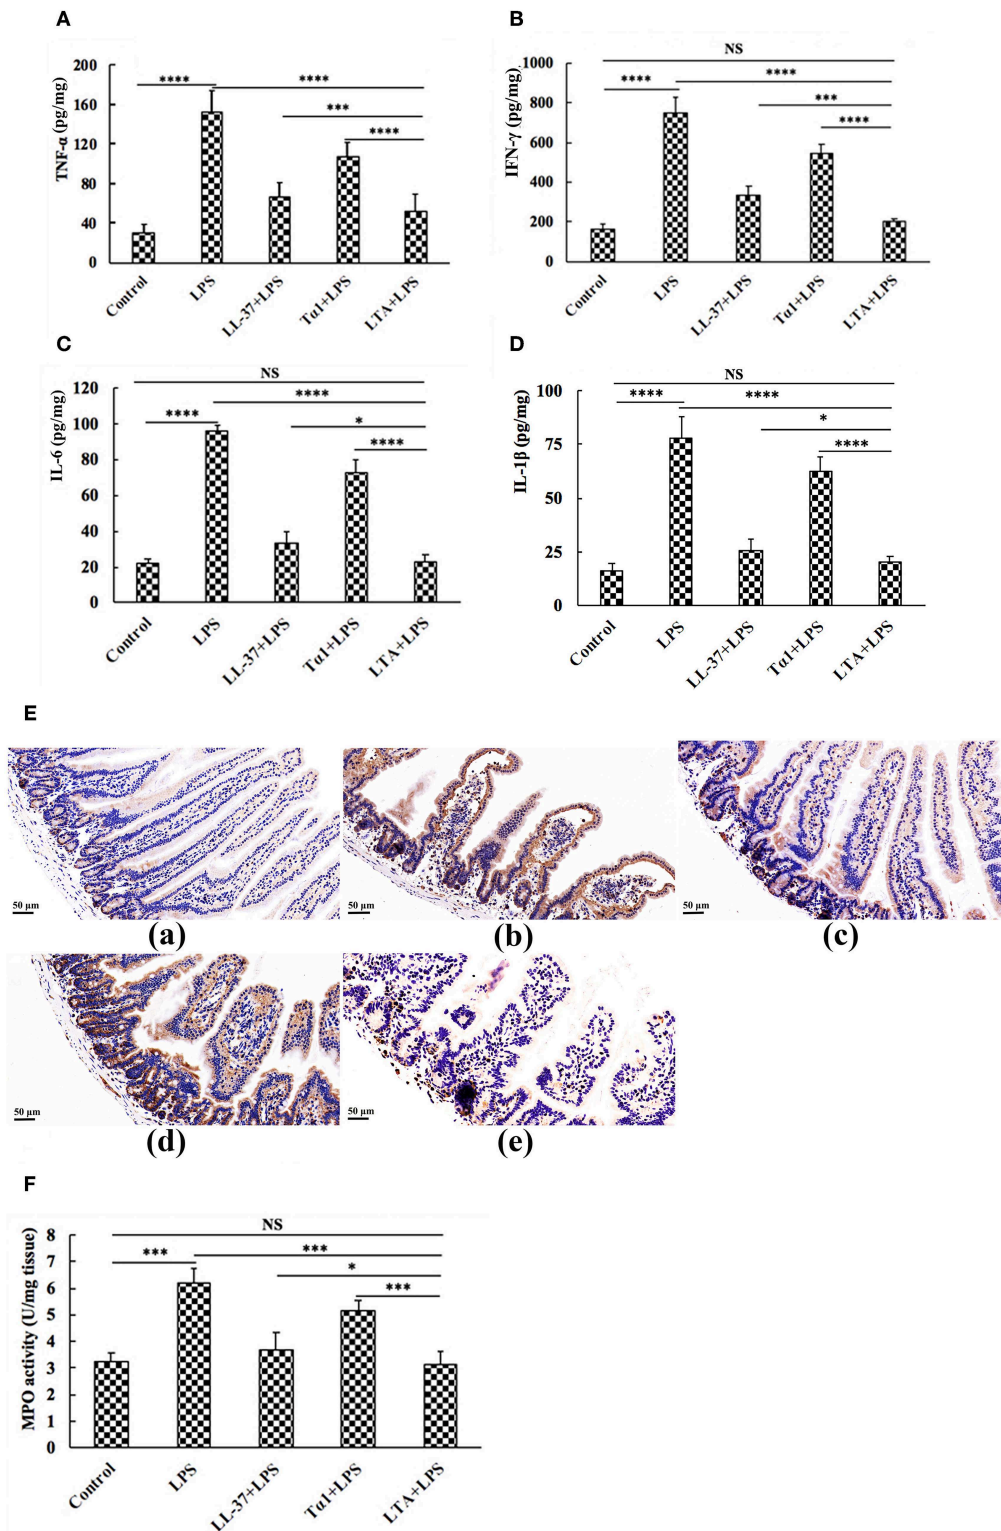 A
TNF-α (pg/mg)
200
160
120
80
40
0
****
****
***
****
Control
LPS
LL-37+LPS
Tα1+LPS
LTA+LPS
B
IFN-γ (pg/mg)
1000
800
600
400
200
0
NS
****
****
***
****
Control
LPS
LL-37+LPS
Tα1+LPS
LTA+LPS
C
IL-6 (pg/mg)
120
100
80
60
40
20
0
NS
****
****
*
****
Control
LPS
LL-37+LPS
Tα1+LPS
LTA+LPS
D
IL-1β (pg/mg)
100
75
50
25
0
NS
****
****
*
****
Control
LPS
LL-37+LPS
Tα1+LPS
LTA+LPS
E
50 μm
(a)
50 μm
(b)
50 μm
(c)
50 μm
(d)
50 μm
(e)
F
MPO activity (U/mg tissue)
8
7
6
5
4
3
2
1
0
NS
***
***
*
***
Control
LPS
LL-37+LPS
Tα1+LPS
LTA+LPS